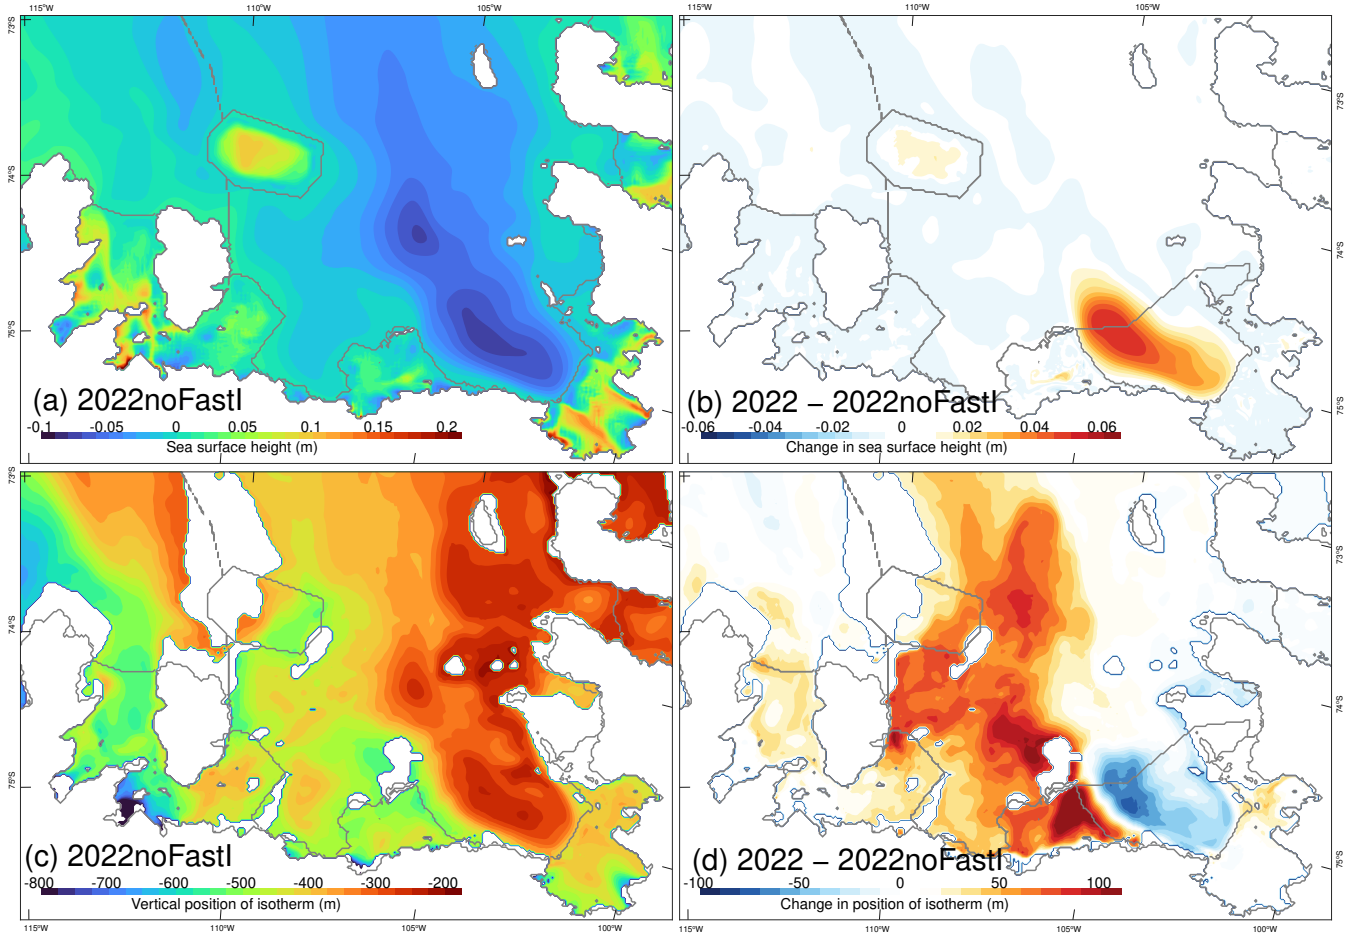 115°W 110°W 105°W 110°W 105°W
73°S
74°S
75°S
73°S
74°S
75°S
(a) 2022noFastI
-0.1 -0.05 0 0.05 0.1 0.15 0.2
Sea surface height (m)
(b) 2022 − 2022noFastI
-0.06 -0.04 -0.02 0 0.02 0.04 0.06
Change in sea surface height (m)
73°S
74°S
75°S
73°S
74°S
75°S
(c) 2022noFastI
-800 -700 -600 -500 -400 -300 -200
Vertical position of isotherm (m)
(d) 2022 − 2022noFastI
-100 -50 0 50 100
Change in position of isotherm (m)
115°W 110°W 105°W 100°W 110°W 105°W 100°W